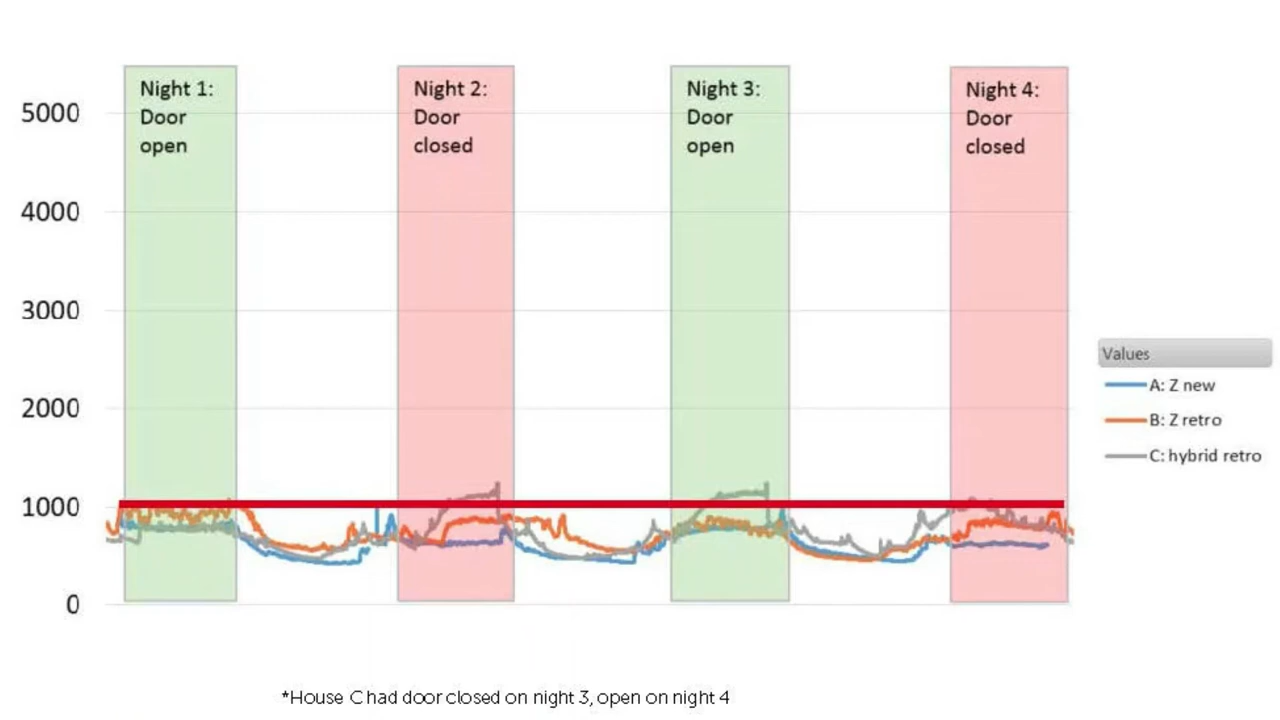 Night 1:
Door
open
Night 2:
Door
closed
Night 3:
Door
open
Night 4:
Door
closed
5000
4000
3000
2000
1000
0
Values
A: Z new
B: Z retro
C: hybrid retro
*House C had door closed on night 3, open on night 4